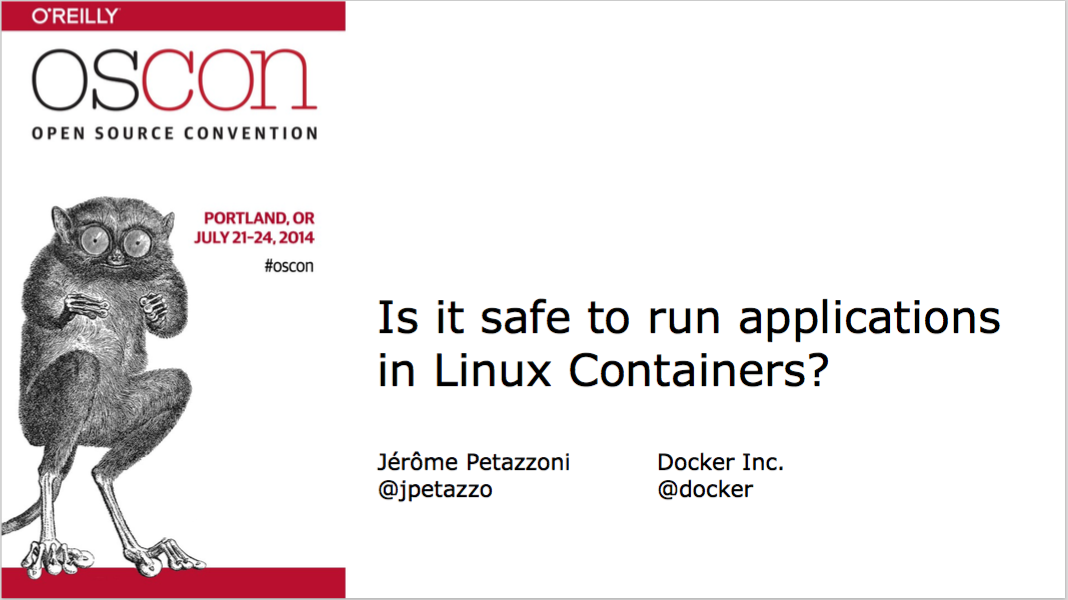 O'REILLY
oscon
OPEN SOURCE CONVENTION
PORTLAND, OR
JULY 21-24, 2014
#oscon
Is it safe to run applications
in Linux Containers?
Jérôme Petazzoni Docker Inc.
@jpetazzo @docker